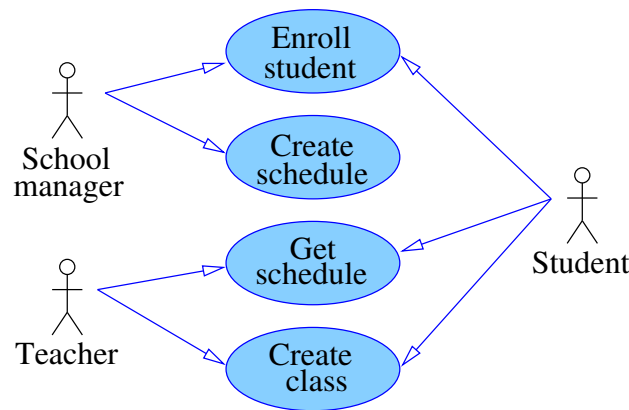 Enroll
student
School
manager
Create
schedule
Get
schedule
Student
Teacher
Create
class